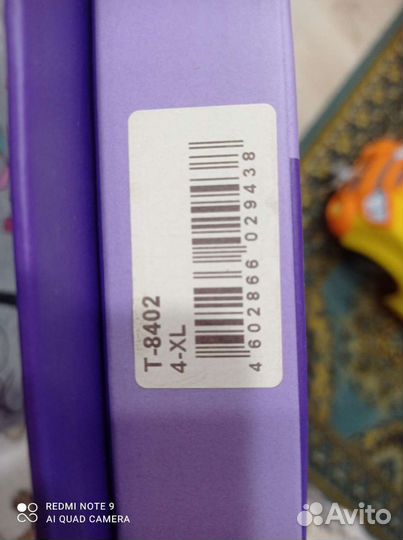 T-8402
4-XL
4 602866 029438
REDMI NOTE 9
AI QUAD CAMERA
Avito